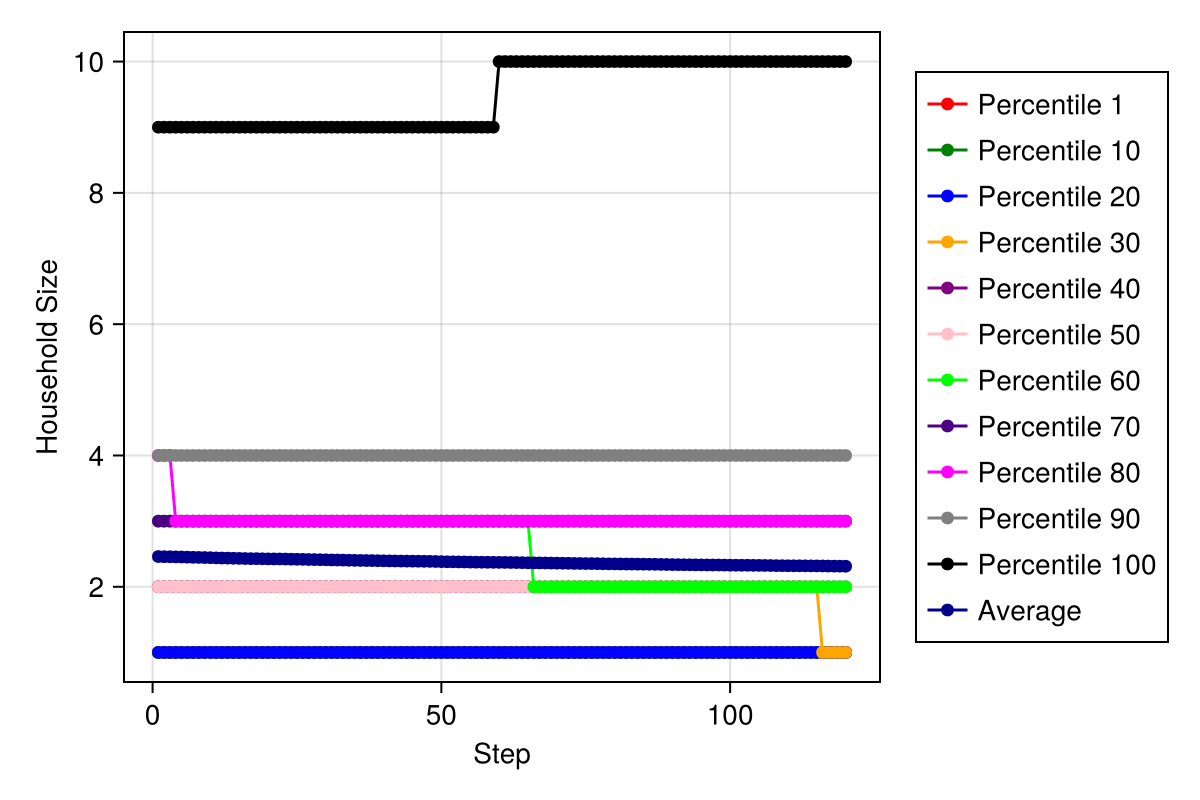 10
8
6
4
2
Household Size
0
50
100
Step
Percentile 1
Percentile 10
Percentile 20
Percentile 30
Percentile 40
Percentile 50
Percentile 60
Percentile 70
Percentile 80
Percentile 90
Percentile 100
Average